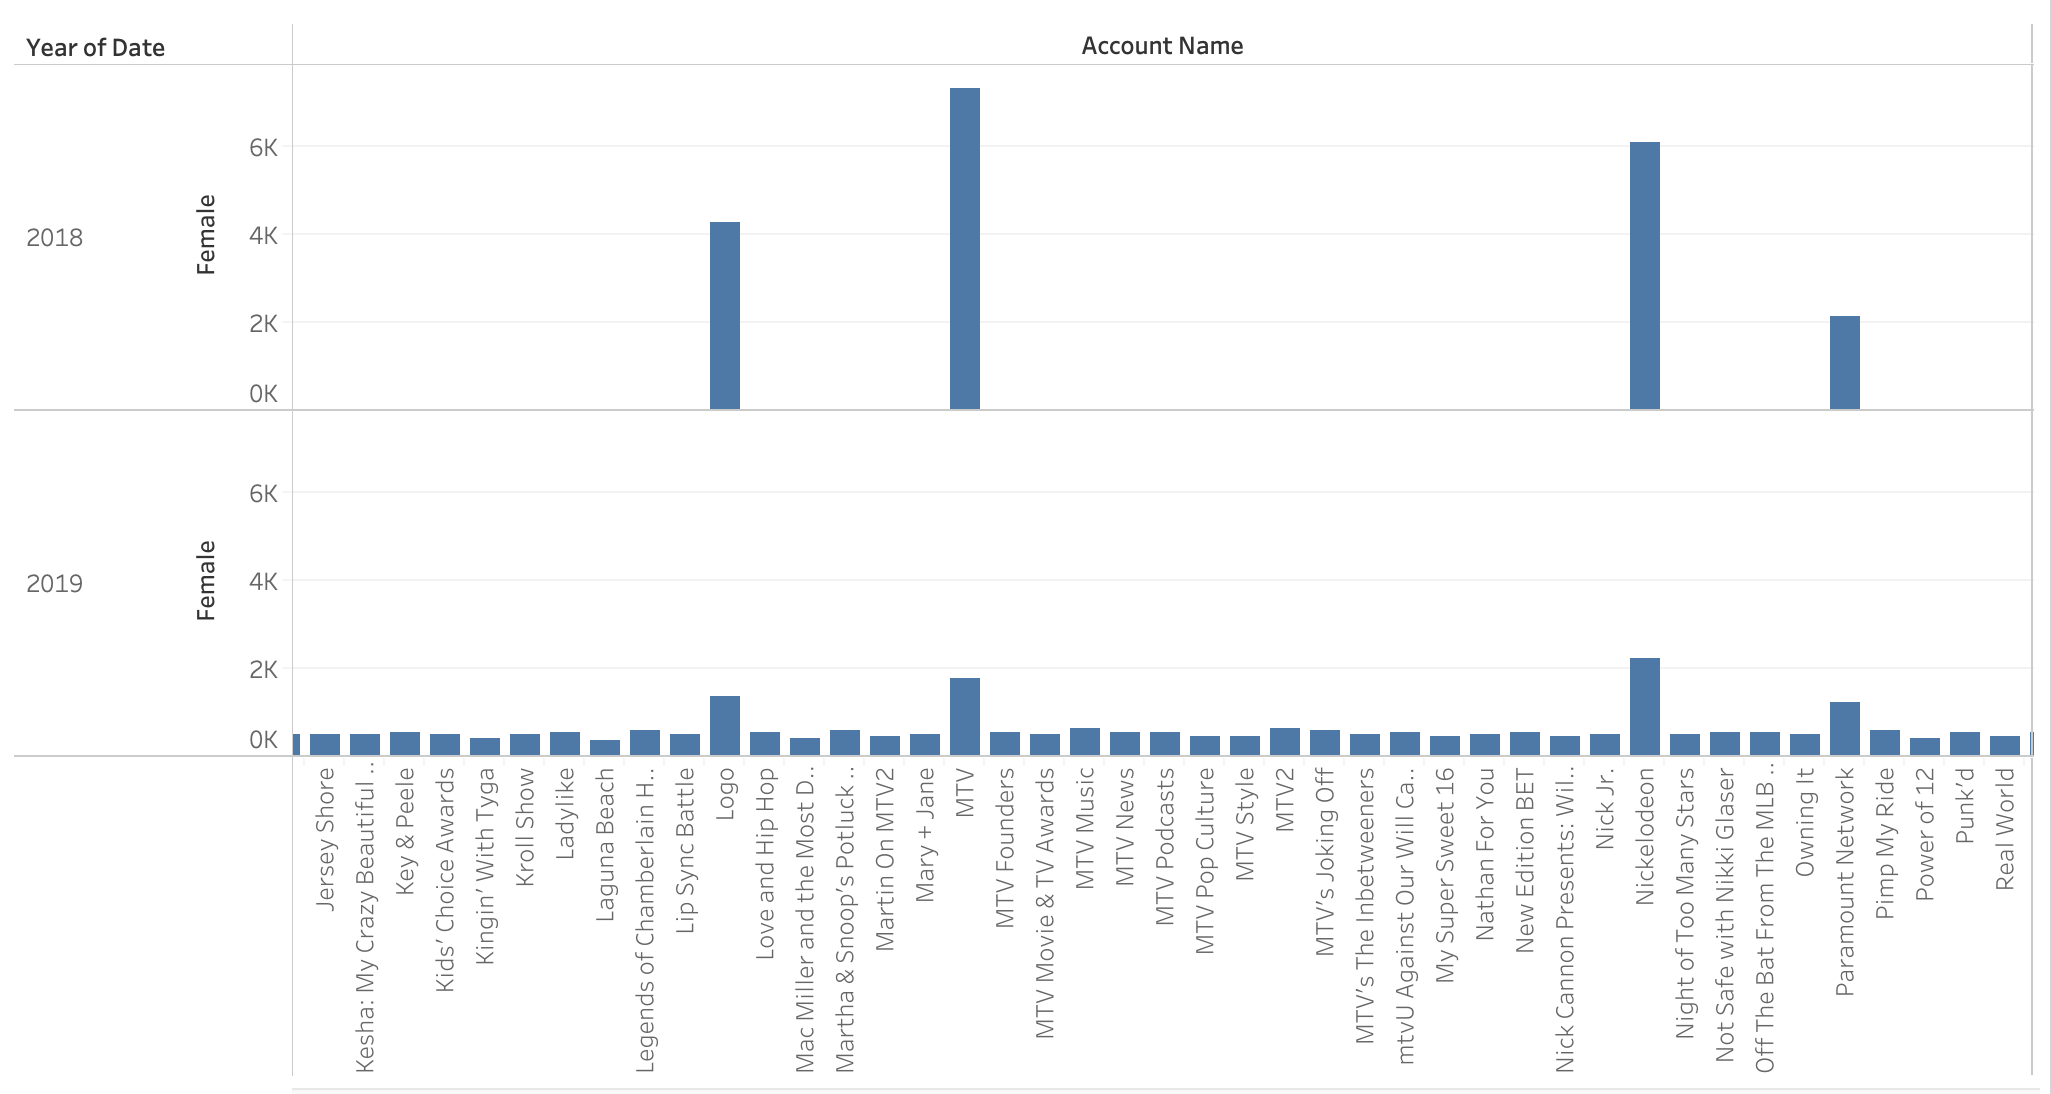 Year of Date
Account Name
2018
Female
6K
4K
2K
0K
2019
Female
6K
4K
2K
0K
Jersey Shore
Kesha: My Crazy Beautiful ..
Key & Peele
Kids’ Choice Awards
Kingin’ With Tyga
Kroll Show
Ladylike
Laguna Beach
Legends of Chamberlain H..
Lip Sync Battle
Logo
Love and Hip Hop
Mac Miller and the Most D..
Martha & Snoop’s Potluck ..
Martin On MTV2
Mary + Jane
MTV
MTV Founders
MTV Movie & TV Awards
MTV Music
MTV News
MTV Podcasts
MTV Pop Culture
MTV Style
MTV2
MTV’s Joking Off
MTV’s The Inbetweeners
mtvU Against Our Will Ca..
My Super Sweet 16
Nathan For You
New Edition BET
Nick Cannon Presents: Wil..
Nick Jr.
Nickelodeon
Night of Too Many Stars
Not Safe with Nikki Glaser
Off The Bat From The MLB ..
Owning It
Paramount Network
Pimp My Ride
Power of 12
Punk’d
Real World